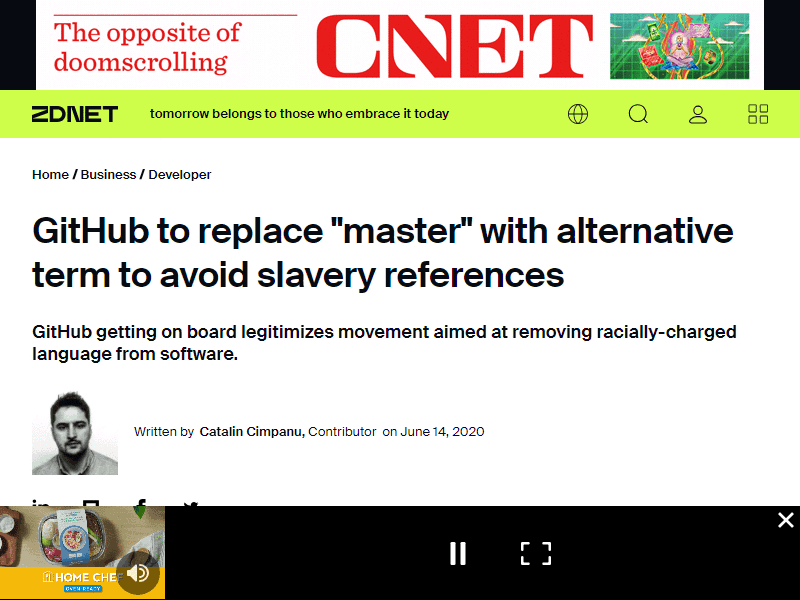 The opposite of
doomscrolling
CNET
ZDNET
tomorrow belongs to those who embrace it today
Home / Business / Developer
GitHub to replace "master" with alternative
term to avoid slavery references
GitHub getting on board legitimizes movement aimed at removing racially-charged
language from software.
Written by Catalin Cimpanu, Contributor on June 14, 2020
HOME CHEF
OVEN-READY